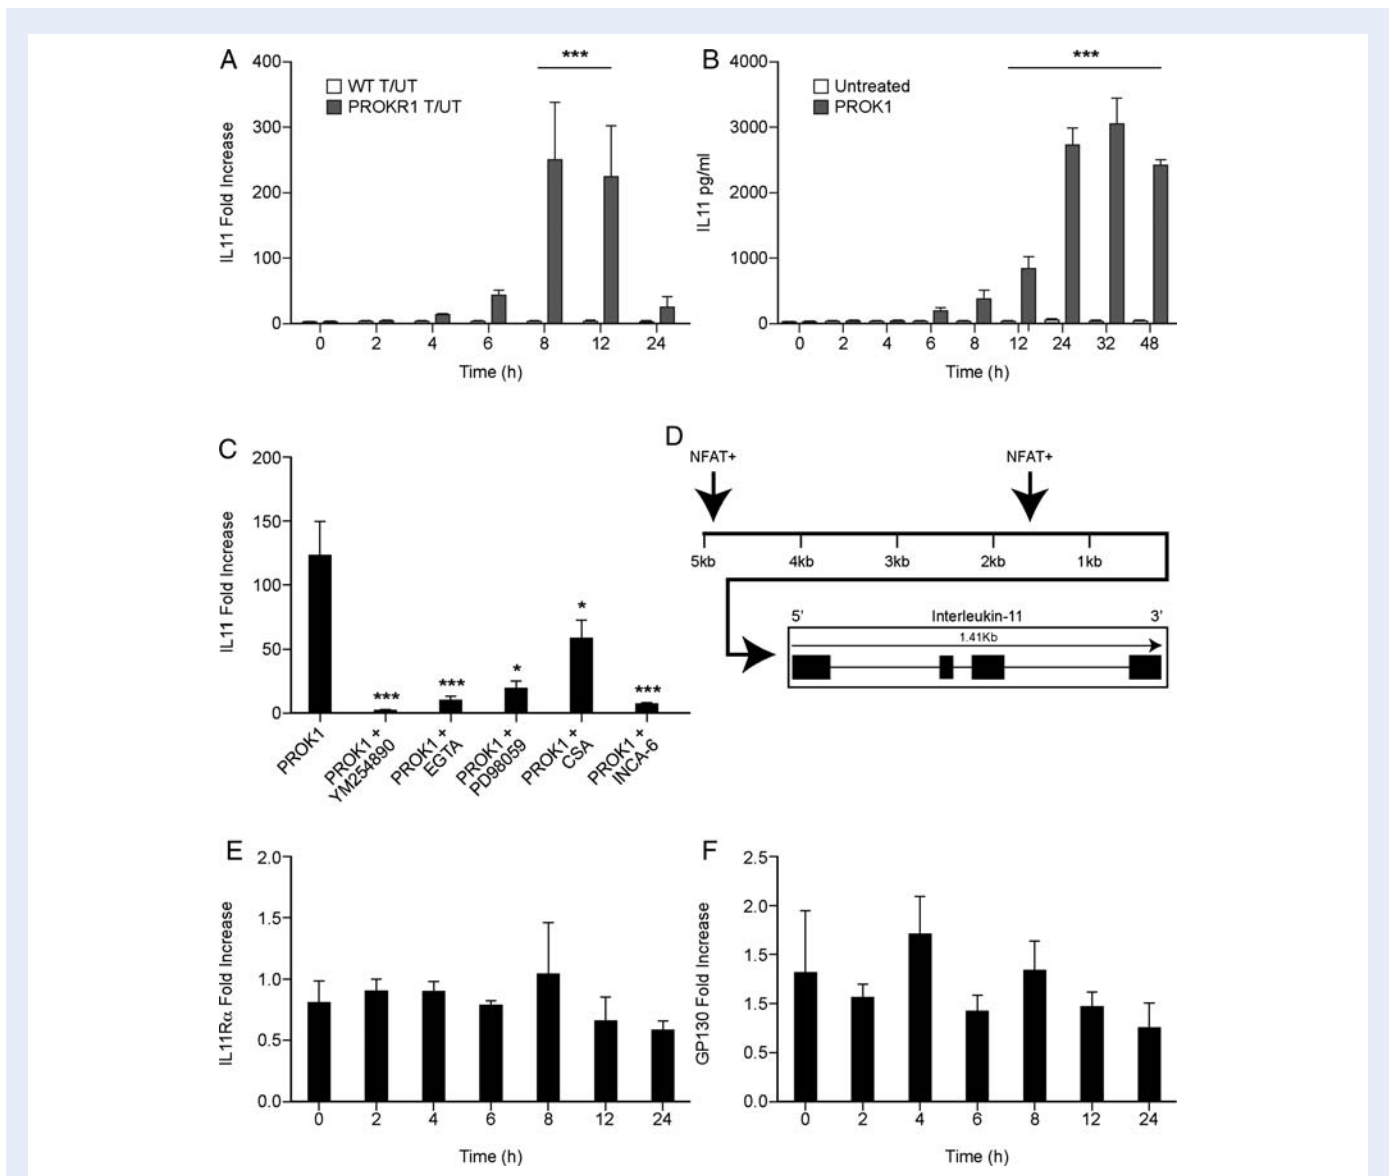 A
400
300
200
100
0
IL11 Fold Increase
***
WT T/UT
PROKR1 T/UT
0 2 4 6 8 12 24
Time (h)
B
4000
3000
2000
1000
0
IL11 pg/ml
***
Untreated
PROK1
0 2 4 6 8 12 24 32 48
Time (h)
C
200
150
100
50
0
IL11 Fold Increase
***
***
*
*
***
PROK1
PROK1 +
YM254890
PROK1 +
EGTA
PROK1 +
PD98059
PROK1 +
CSA
PROK1 +
INCA-6
D
NFAT+ NFAT+
5kb 4kb 3kb 2kb 1kb
5' Interleukin-11 3'
1.41Kb
E
2.0
1.5
1.0
0.5
0.0
IL11Rα Fold Increase
0 2 4 6 8 12 24
Time (h)
F
2.5
2.0
1.5
1.5
0.5
0.0
GP130 Fold Increase
0 2 4 6 8 12 24
Time (h)